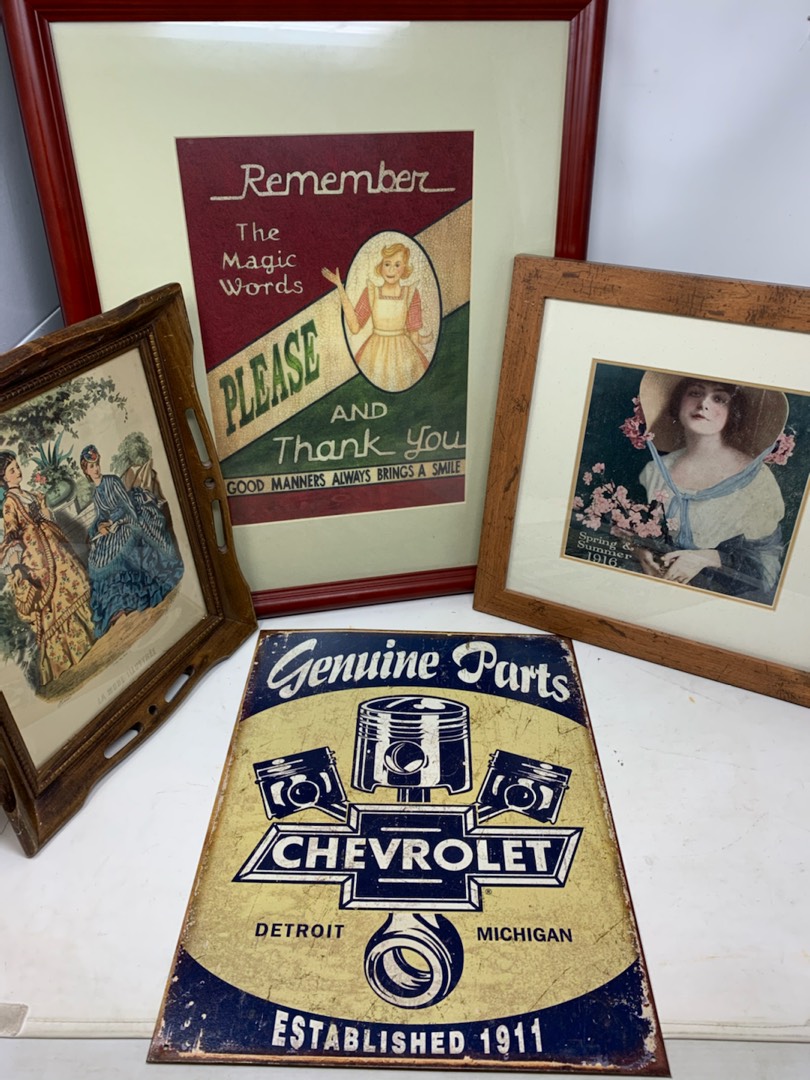 Remember
The
Magic
Words
PLEASE
AND
Thank You
GOOD MANNERS ALWAYS BRINGS A SMILE
Spring &
Summer
1916
Genuine Parts
CHEVROLET
®
DETROIT MICHIGAN
ESTABLISHED 1911